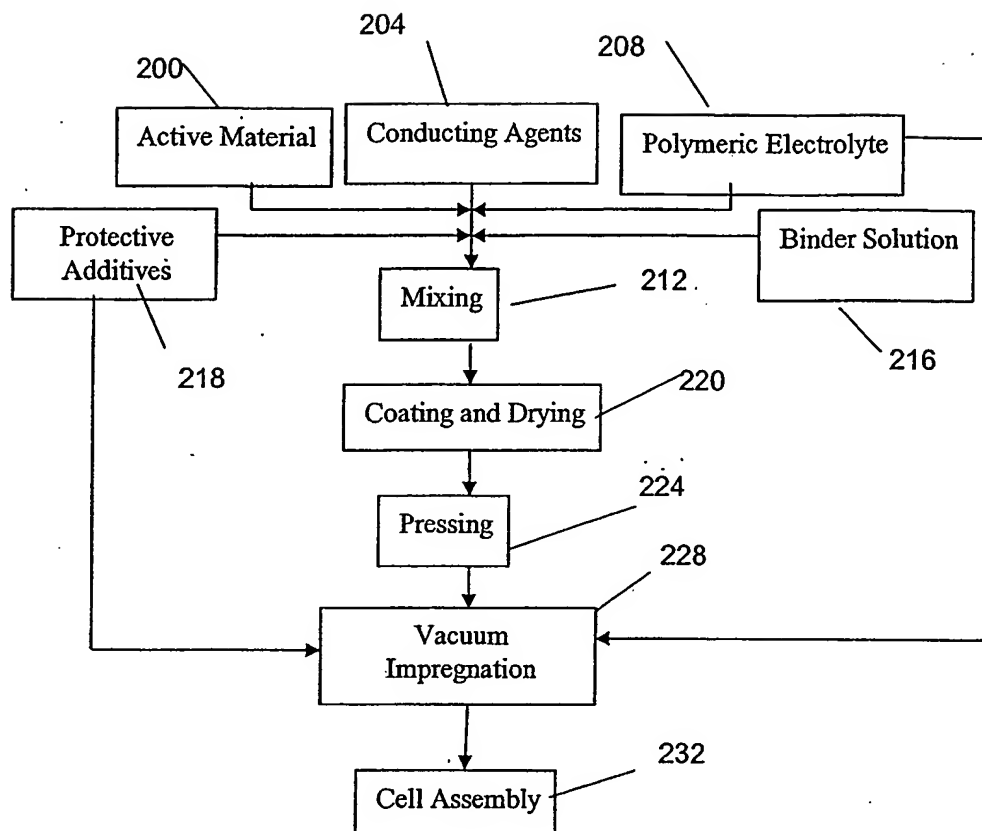 204
208
200
Active Material
Conducting Agents
Polymeric Electrolyte
Protective
Additives
Binder Solution
Mixing
212
218
216
220
Coating and Drying
224
Pressing
228
Vacuum
Impregnation
232
Cell Assembly